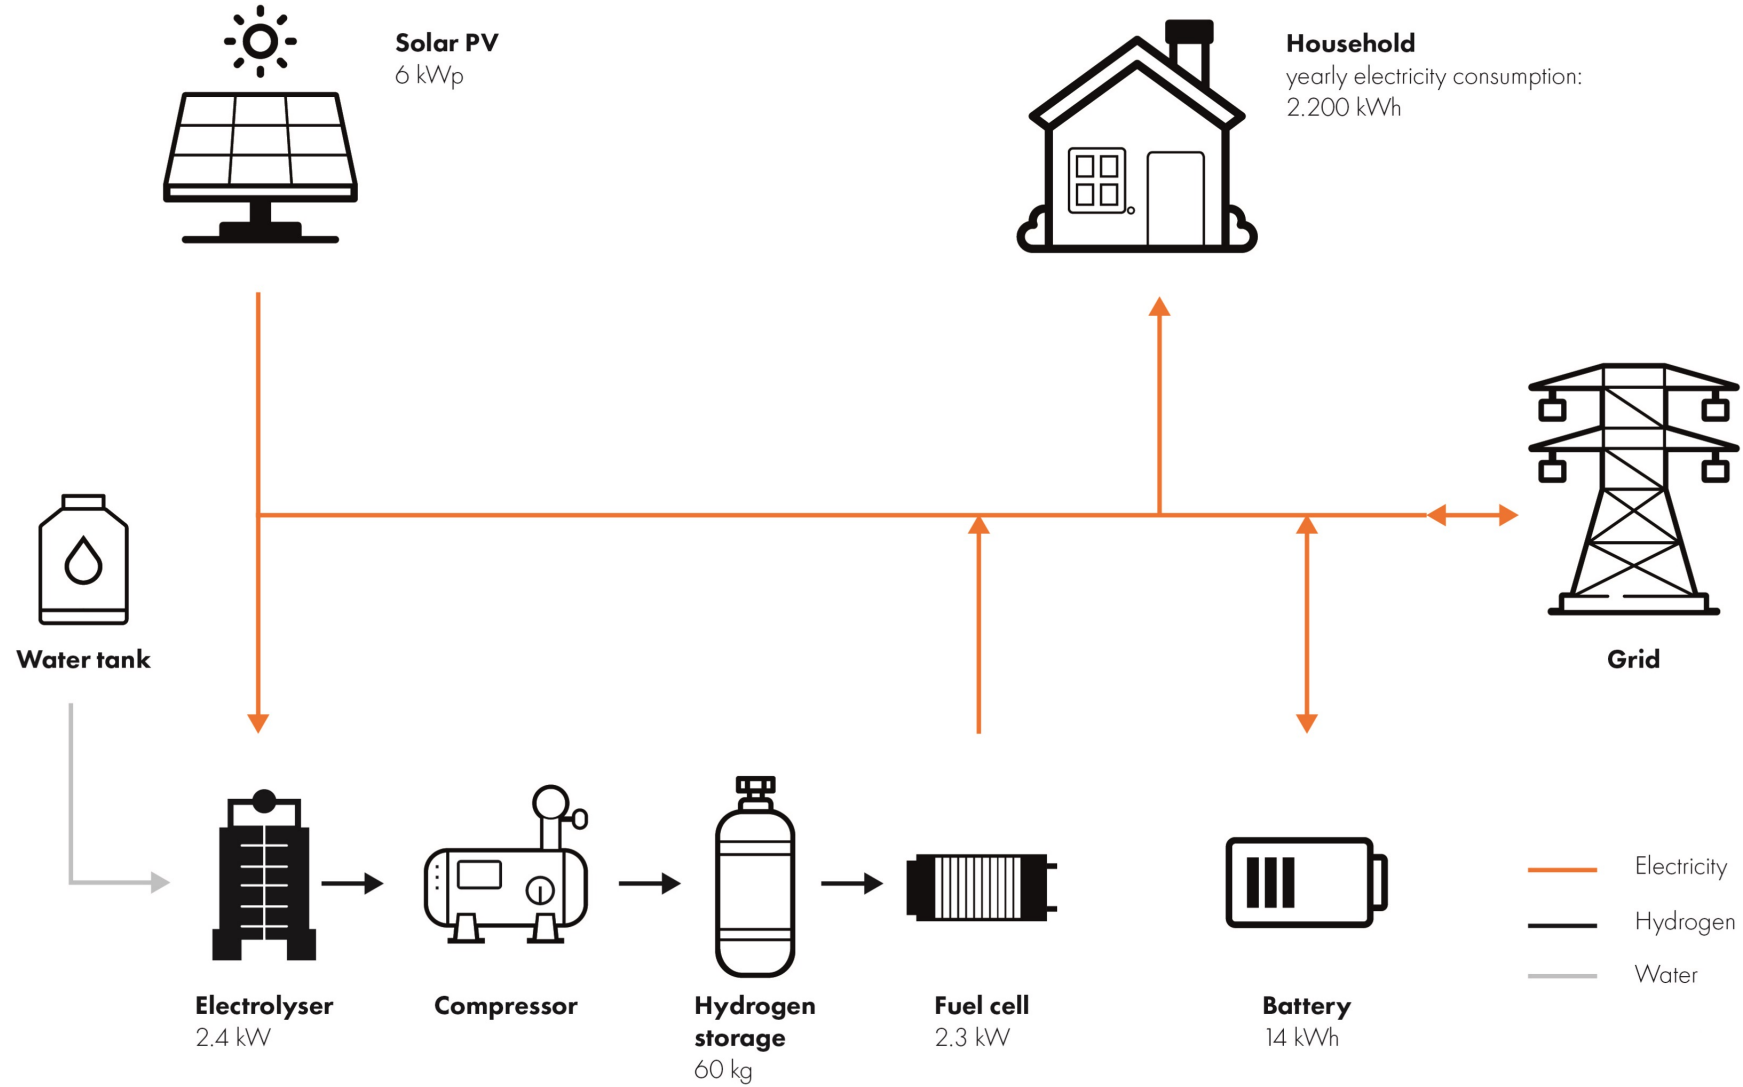 Solar PV
6 kWp
Household
yearly electricity consumption:
2.200 kWh
Water tank
Grid
Electrolyser
2.4 kW
Compressor
Hydrogen
storage
60 kg
Fuel cell
2.3 kW
Battery
14 kWh
Electricity
Hydrogen
Water